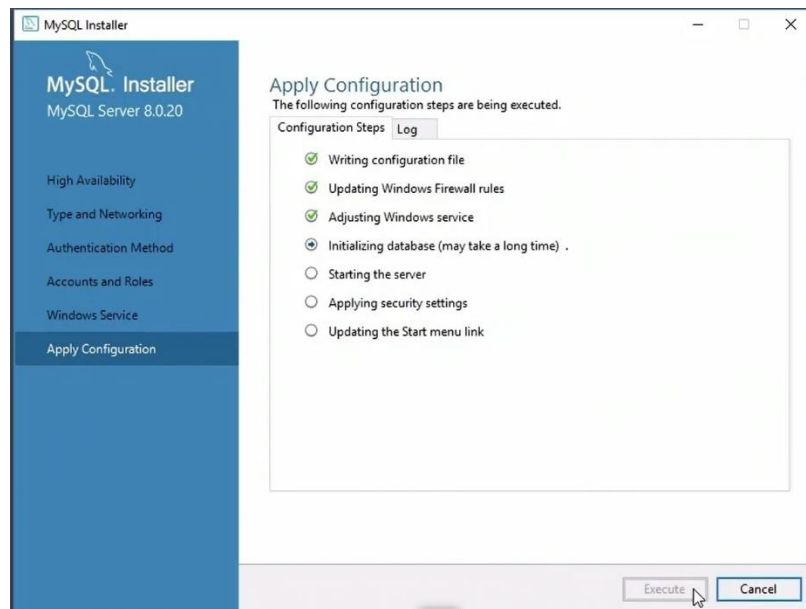 MySQL Installer
MySQL. Installer
MySQL Server 8.0.20
High Availability
Type and Networking
Authentication Method
Accounts and Roles
Windows Service
Apply Configuration
Apply Configuration
The following configuration steps are being executed.
Configuration Steps Log
Writing configuration file
Updating Windows Firewall rules
Adjusting Windows service
Initializing database (may take a long time) .
Starting the server
Applying security settings
Updating the Start menu link
Execute Cancel